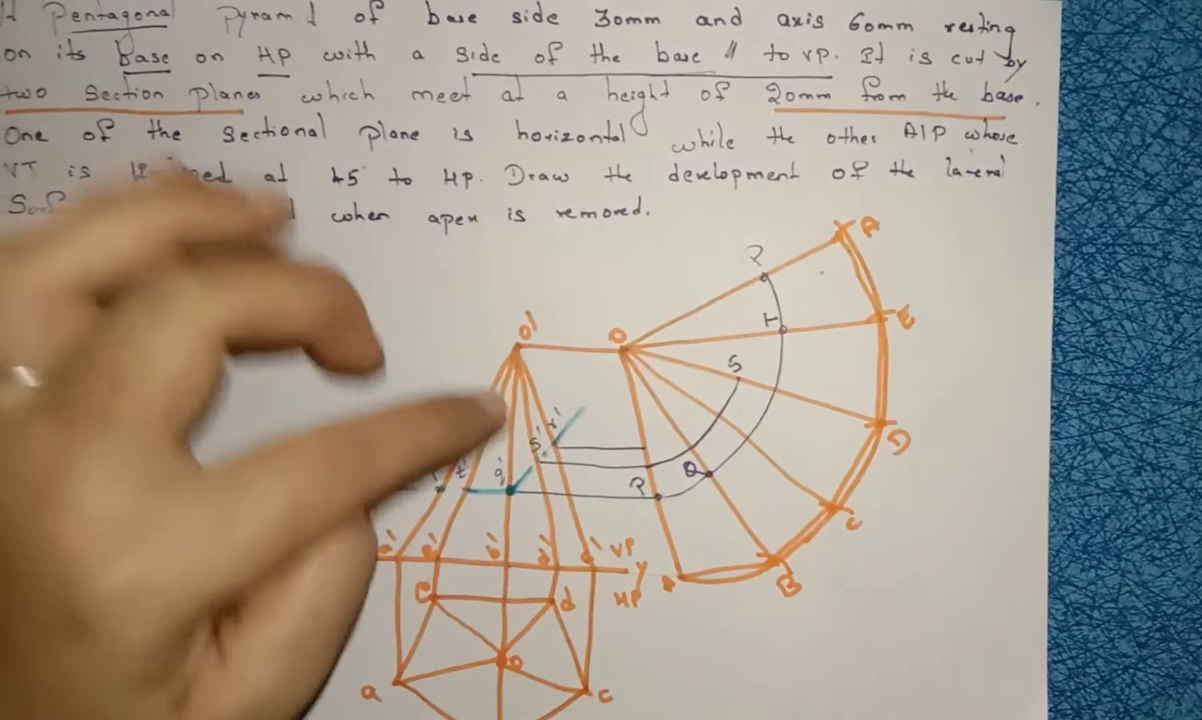 Pentagonal Pyramid of base side 30mm and axis 60mm resting
on its Base on HP with a Side of the base 11 to VP. It is cut by
two Section Planes which meet at a height of 20mm from the base.
One of the Sectional Plane is horizontal while the other AIP whose
VT is at 45° to HP. Draw the development of the lateral
when apex is removed.
R A
P
T E
o' O
S
r'
s'
t' q' Q
P
D
C
a' e' b' d' c' VP
y
HP
A B
e d
o
a c